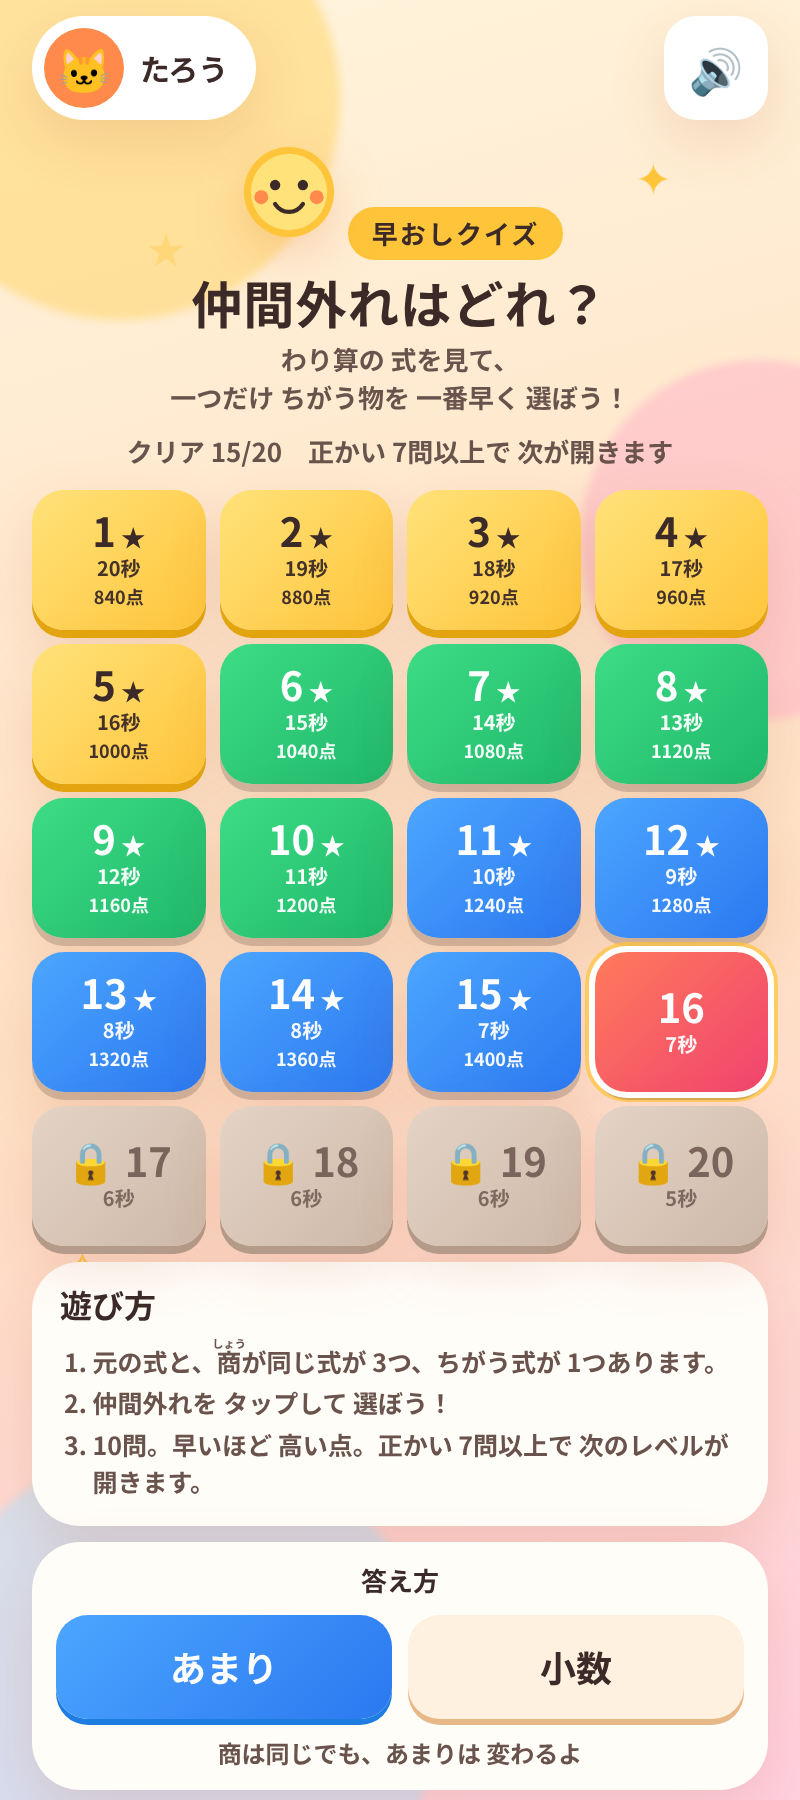 たろう
早おしクイズ
仲間外れはどれ？
わり算の 式を見て、
一つだけ ちがう物を 一番早く 選ぼう！
クリア 15/20　正かい 7問以上で 次が開きます
1 ★
20秒
840点
2 ★
19秒
880点
3 ★
18秒
920点
4 ★
17秒
960点
5 ★
16秒
1000点
6 ★
15秒
1040点
7 ★
14秒
1080点
8 ★
13秒
1120点
9 ★
12秒
1160点
10 ★
11秒
1200点
11 ★
10秒
1240点
12 ★
9秒
1280点
13 ★
8秒
1320点
14 ★
8秒
1360点
15 ★
7秒
1400点
16
7秒
🔒 17
6秒
🔒 18
6秒
🔒 19
6秒
🔒 20
5秒
遊び方
しょう
1. 元の式と、商が同じ式が 3つ、ちがう式が 1つあります。
2. 仲間外れを タップして 選ぼう！
3. 10問。早いほど 高い点。正かい 7問以上で 次のレベルが
開きます。
答え方
あまり
小数
商は同じでも、あまりは 変わるよ